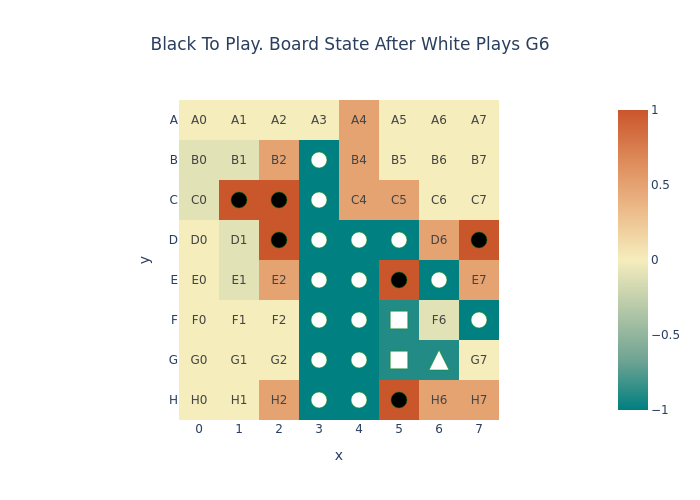 Black To Play. Board State After White Plays G6
A A0 A1 A2 A3 A4 A5 A6 A7
B B0 B1 B2 B4 B5 B6 B7
C C0 C4 C5 C6 C7
D D0 D1 D6
E E0 E1 E2 E7
F F0 F1 F2 F6
G G0 G1 G2 G7
H H0 H1 H2 H6 H7
0 1 2 3 4 5 6 7
x
y
1
0.5
0
−0.5
−1